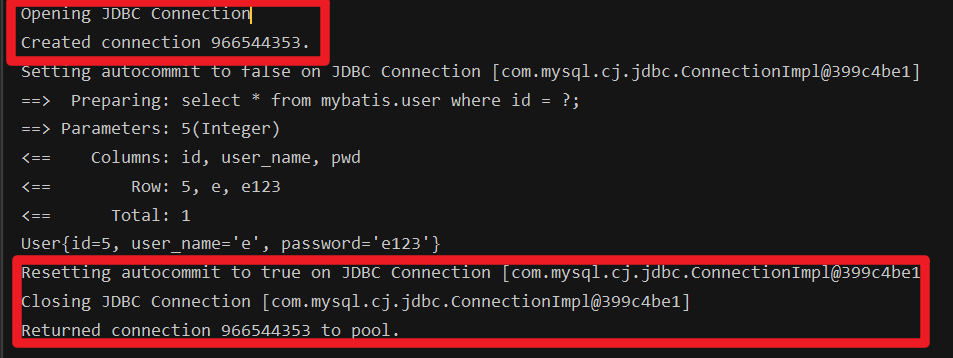 Opening JDBC Connection
Created connection 966544353.
Setting autocommit to false on JDBC Connection [com.mysql.cj.jdbc.ConnectionImpl@399c4be1]
==>  Preparing: select * from mybatis.user where id = ?;
==> Parameters: 5(Integer)
<==    Columns: id, user_name, pwd
<==        Row: 5, e, e123
<==      Total: 1
User{id=5, user_name='e', password='e123'}
Resetting autocommit to true on JDBC Connection [com.mysql.cj.jdbc.ConnectionImpl@399c4be1
Closing JDBC Connection [com.mysql.cj.jdbc.ConnectionImpl@399c4be1]
Returned connection 966544353 to pool.